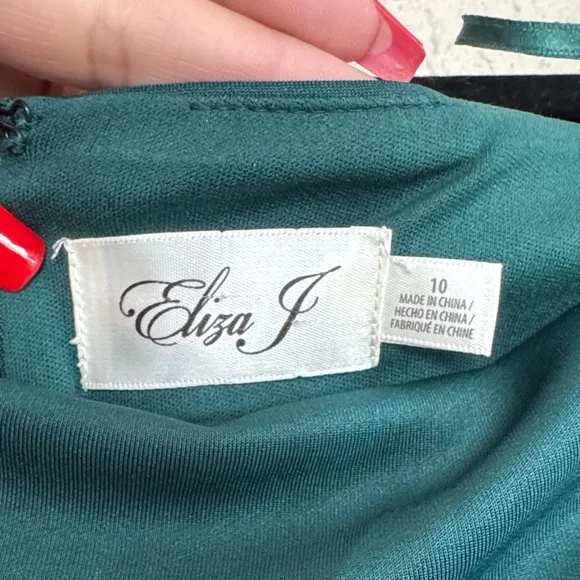 Eliza J
10
MADE IN CHINA /
HECHO EN CHINA /
FABRIQUÉ EN CHINE